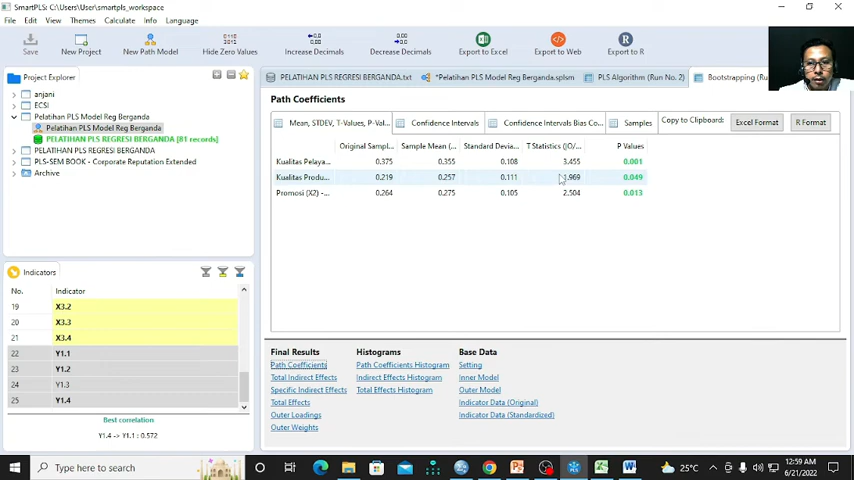 SmartPLS: C:\Users\User\smartpls_workspace
File Edit View Themes Calculate Info Language
Save New Project New Path Model Hide Zero Values Increase Decimals Decrease Decimals Export to Excel Export to Web Export to R
Project Explorer
anjani
ECSI
Pelatihan PLS Model Reg Berganda
Pelatihan PLS Model Reg Berganda
PELATIHAN PLS REGRESI BERGANDA [81 records]
PELATIHAN PLS REGRESI BERGANDA
PLS-SEM BOOK - Corporate Reputation Extended
Archive
Indicators
No. Indicator
19 X3.2
20 X3.3
21 X3.4
22 Y1.1
23 Y1.2
24 Y1.3
25 Y1.4
Best correlation
Y1.4 -> Y1.1 : 0.572
PELATIHAN PLS REGRESI BERGANDA.txt *Pelatihan PLS Model Reg Berganda.splsm PLS Algorithm (Run No. 2) Bootstrapping (Ru
Path Coefficients
Mean, STDEV, T-Values, P-Val... Confidence Intervals Confidence Intervals Bias Co... Samples Copy to Clipboard: Excel Format R Format
Original Sampl... Sample Mean (... Standard Devia... T Statistics (|O/... P Values
Kualitas Pelaya... 0.375 0.355 0.108 3.455 0.001
Kualitas Produ... 0.219 0.257 0.111 1.969 0.049
Promosi (X2) -... 0.264 0.275 0.105 2.504 0.013
Final Results Histograms Base Data
Path Coefficients Path Coefficients Histogram Setting
Total Indirect Effects Indirect Effects Histogram Inner Model
Specific Indirect Effects Total Effects Histogram Outer Model
Total Effects Indicator Data (Original)
Outer Loadings Indicator Data (Standardized)
Outer Weights
Type here to search
25°C
12:59 AM
6/21/2022